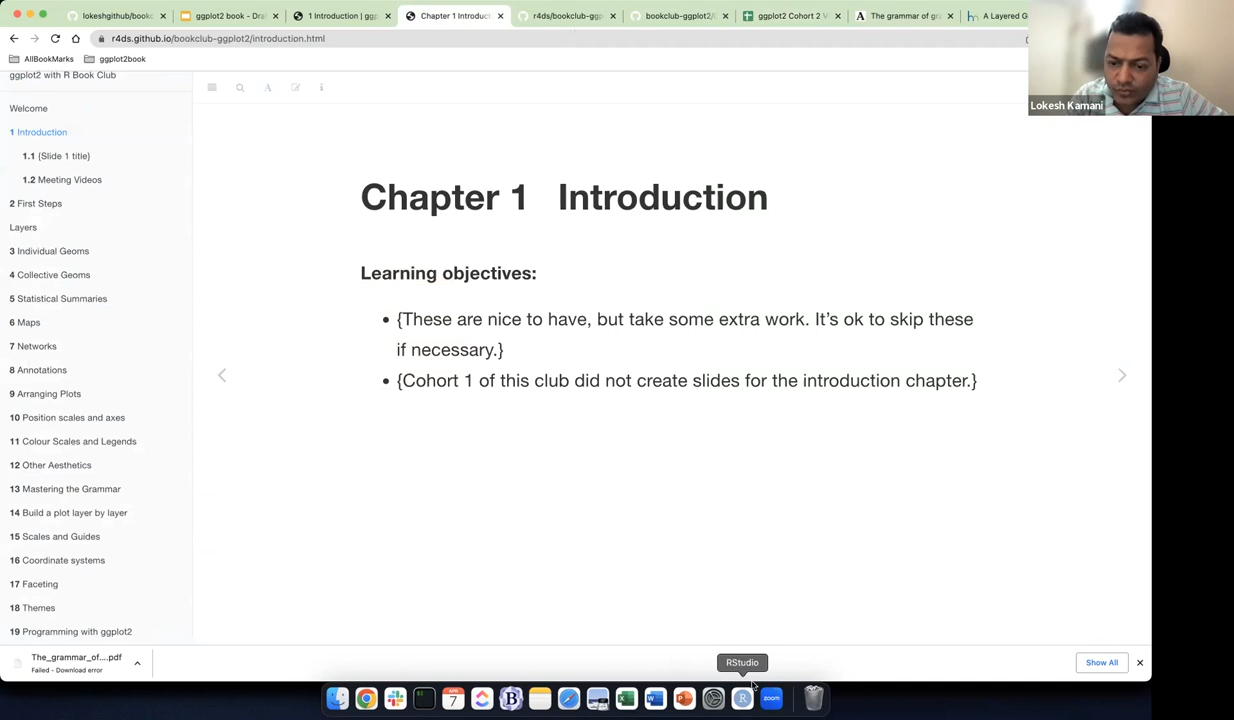 lokeshgithub/bookc
ggplot2 book - Dra
1 Introduction | ggp
Chapter 1 Introduct
r4ds/bookclub-ggpl
bookclub-ggplot2/
ggplot2 Cohort 2 V
The grammar of gr
A Layered G
r4ds.github.io/bookclub-ggplot2/introduction.html
AllBookMarks
ggplot2book
Lokesh Kamani
ggplot2 with R Book Club
Welcome
1 Introduction
1.1 {Slide 1 title}
1.2 Meeting Videos
2 First Steps
Layers
3 Individual Geoms
4 Collective Geoms
5 Statistical Summaries
6 Maps
7 Networks
8 Annotations
9 Arranging Plots
10 Position scales and axes
11 Colour Scales and Legends
12 Other Aesthetics
13 Mastering the Grammar
14 Build a plot layer by layer
15 Scales and Guides
16 Coordinate systems
17 Faceting
18 Themes
19 Programming with ggplot2
Chapter 1 Introduction
Learning objectives:
• {These are nice to have, but take some extra work. It's ok to skip these
if necessary.}
• {Cohort 1 of this club did not create slides for the introduction chapter.}
The_grammar_of....pdf
Failed - Download error
Show All
RStudio
APR
7
zoom